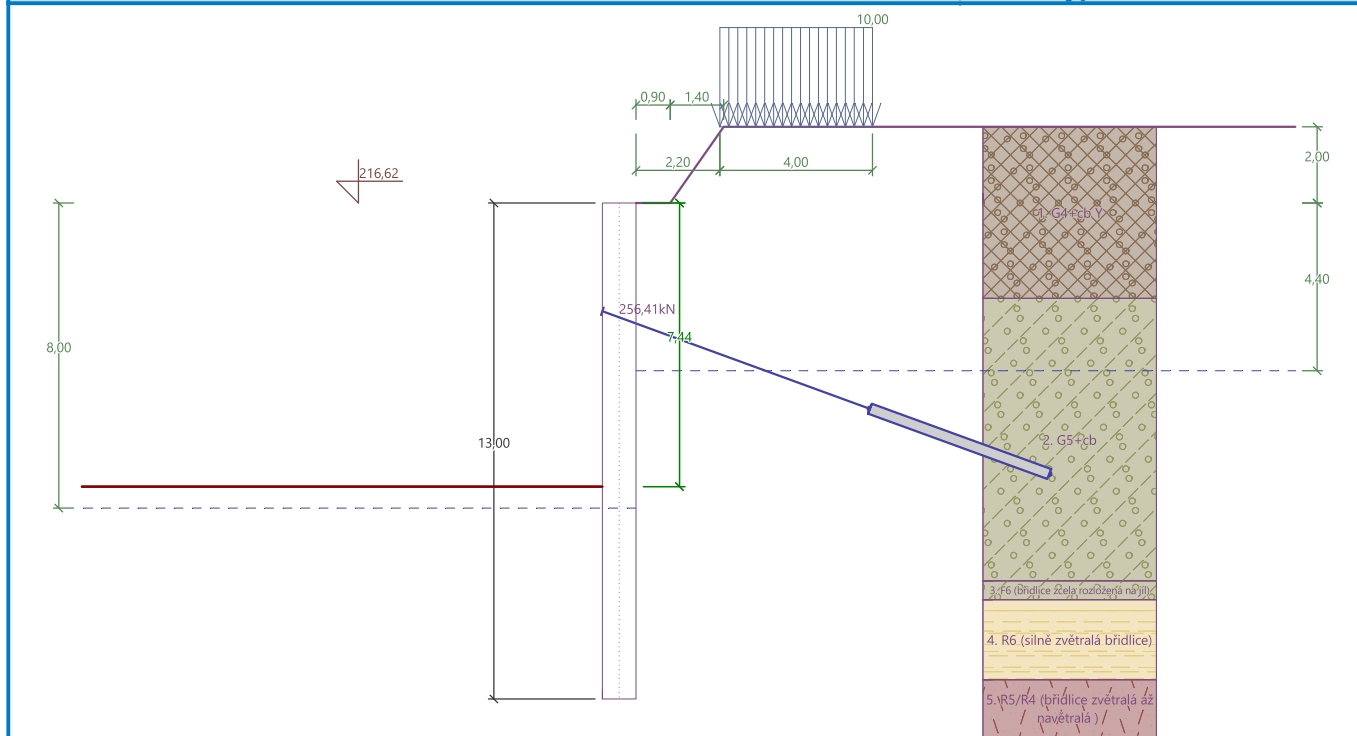 10,00
0,90
1,40
2,20
4,00
2,00
216,62
1. G4+cb Y
4,40
256,41kN
7,44
8,00
13,00
2. G5+cb
3. F6 (břidlice zcela rozložená na jíl)
4. R6 (silně zvětralá břidlice)
5. R5/R4 (břidlice zvětralá až
navětralá )